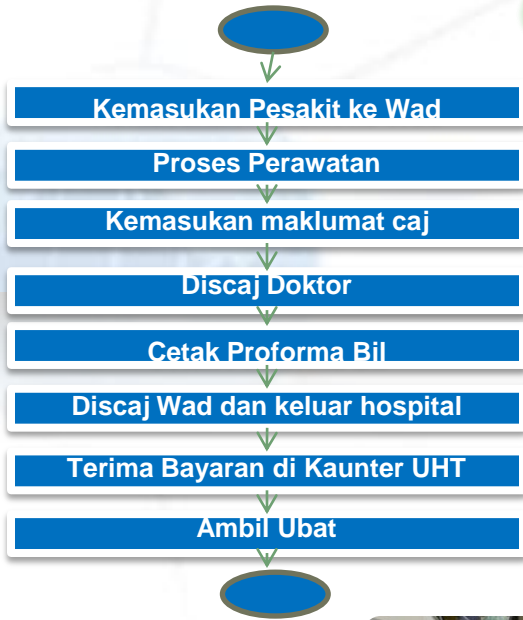 Kemasukan Pesakit ke Wad
Proses Perawatan
Kemasukan maklumat caj
Discaj Doktor
Cetak Proforma Bil
Discaj Wad dan keluar hospital
Terima Bayaran di Kaunter UHT
Ambil Ubat